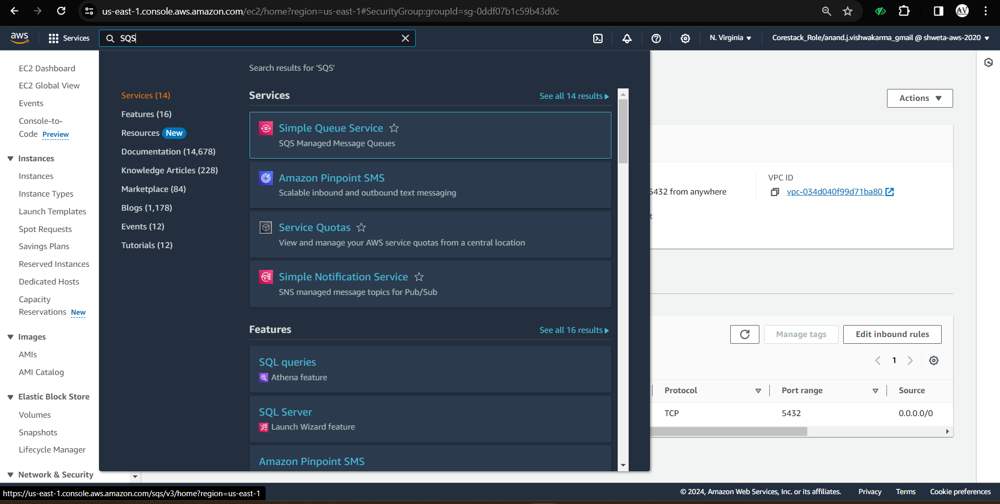 us-east-1.console.aws.amazon.com/ec2/home?region=us-east-1#SecurityGroup:groupId=sg-0ddf07b1c59b43d0c
AV
aws
Services
SQS
N. Virginia
Corestack_Role/anand.j.vishwakarma_gmail @ shweta-aws-2020
EC2 Dashboard
EC2 Global View
Events
Console-to-
Code Preview
Instances
Instances
Instance Types
Launch Templates
Spot Requests
Savings Plans
Reserved Instances
Dedicated Hosts
Capacity
Reservations New
Images
AMIs
AMI Catalog
Elastic Block Store
Volumes
Snapshots
Lifecycle Manager
Network & Security
Search results for 'SQS'
Services (14)
Features (16)
Resources New
Documentation (14,678)
Knowledge Articles (228)
Marketplace (84)
Blogs (1,178)
Events (12)
Tutorials (12)
Services
See all 14 results
Simple Queue Service
SQS Managed Message Queues
Amazon Pinpoint SMS
Scalable inbound and outbound text messaging
Service Quotas
View and manage your AWS service quotas from a central location
Simple Notification Service
SNS managed message topics for Pub/Sub
Features
See all 16 results
SQL queries
Athena feature
SQL Server
Launch Wizard feature
Amazon Pinpoint SMS
Actions
VPC ID
5432 from anywhere
vpc-034d040f99d71ba80
t
Manage tags
Edit inbound rules
1
Protocol
Port range
Source
TCP
5432
0.0.0.0/0
https://us-east-1.console.aws.amazon.com/sqs/v3/home?region=us-east-1
© 2024, Amazon Web Services, Inc. or its affiliates.
Privacy
Terms
Cookie preferences